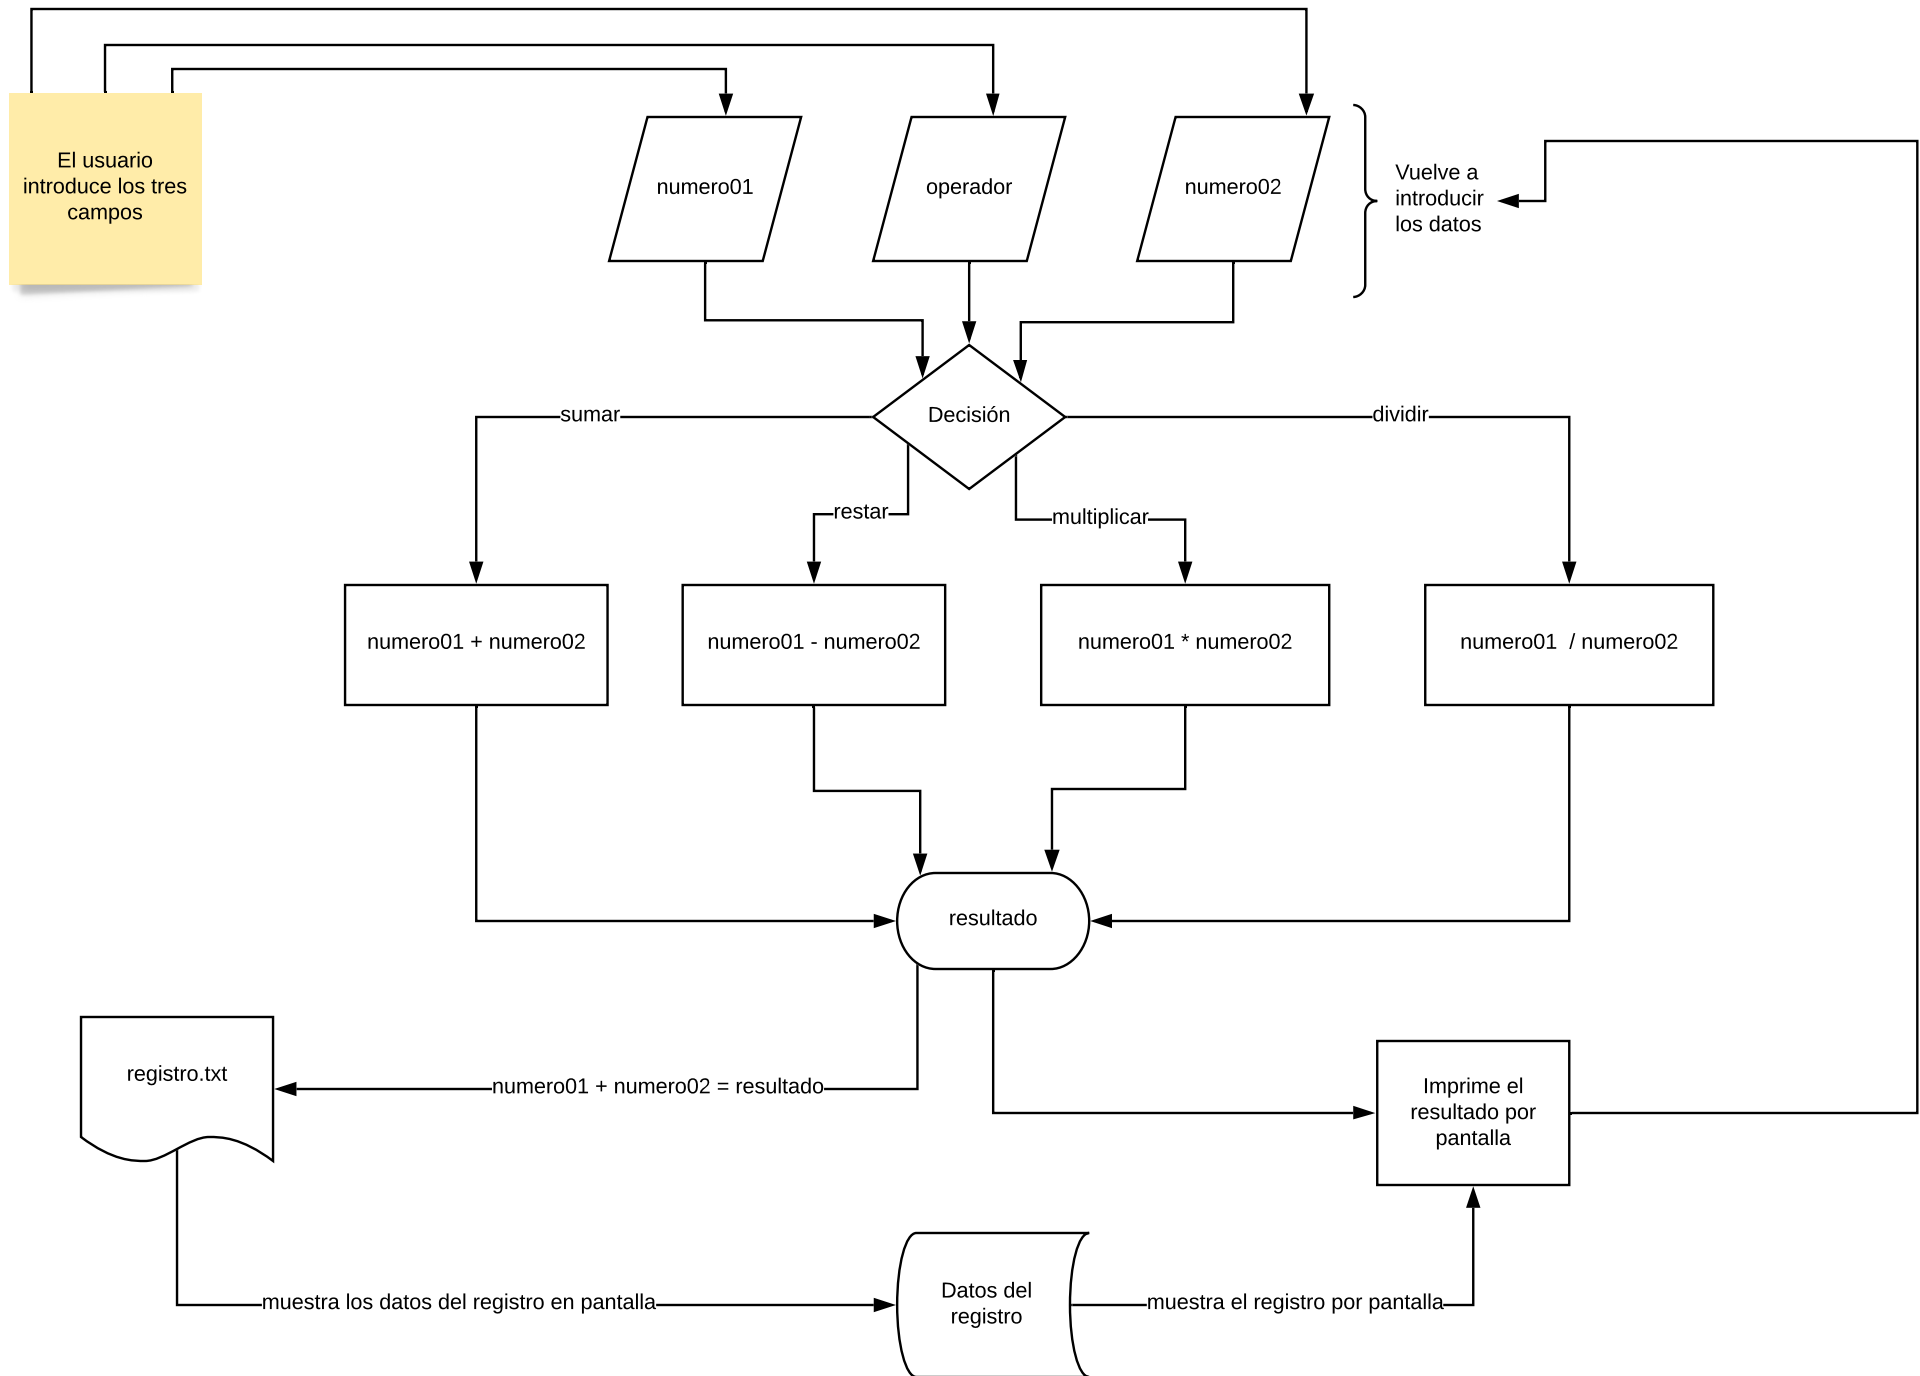 El usuario
introduce los tres
campos
numero01
operador
numero02
Vuelve a
introducir
los datos
Decisión
sumar
dividir
restar
multiplicar
numero01 + numero02
numero01 - numero02
numero01 * numero02
numero01  / numero02
resultado
registro.txt
numero01 + numero02 = resultado
Imprime el
resultado por
pantalla
muestra los datos del registro en pantalla
Datos del
registro
muestra el registro por pantalla